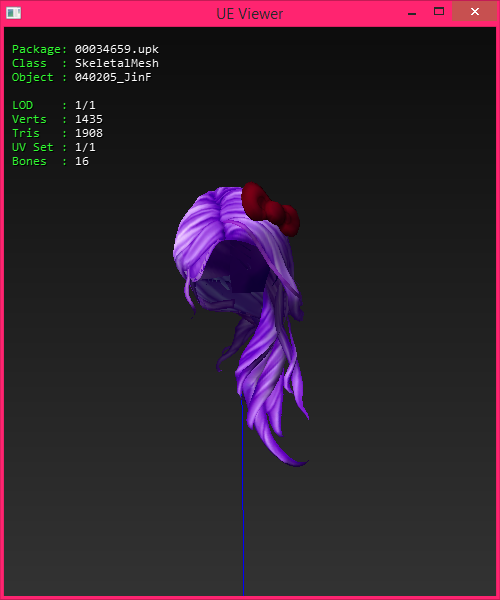 UE Viewer
Package: 00034659.upk
Class : SkeletalMesh
Object : 040205_JinF
LOD : 1/1
Verts : 1435
Tris : 1908
UV Set : 1/1
Bones : 16